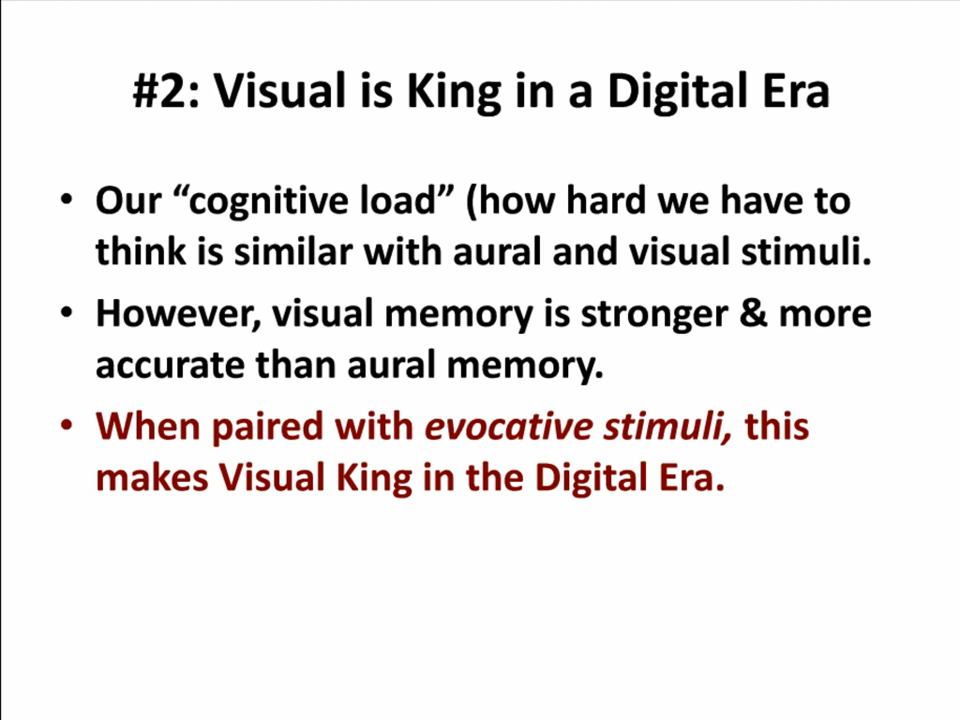 #2: Visual is King in a Digital Era
• Our “cognitive load” (how hard we have to
think is similar with aural and visual stimuli.
• However, visual memory is stronger & more
accurate than aural memory.
• When paired with evocative stimuli, this
makes Visual King in the Digital Era.